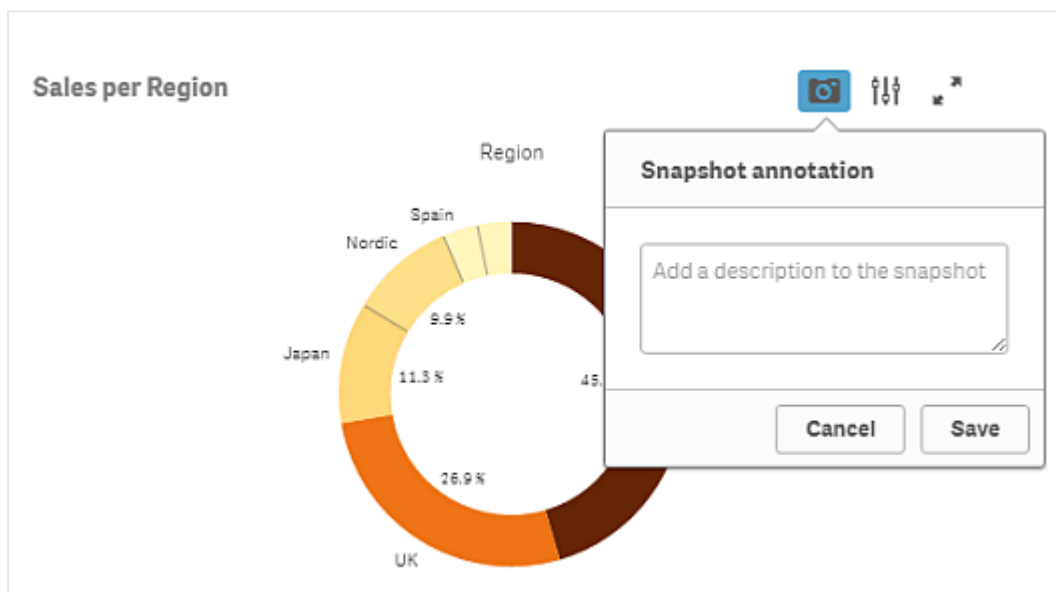 Sales per Region
Region
Snapshot annotation
Spain
Nordic
Add a description to the snapshot
9.9 %
Japan
11.3 %
45.
Cancel
Save
26.9 %
UK